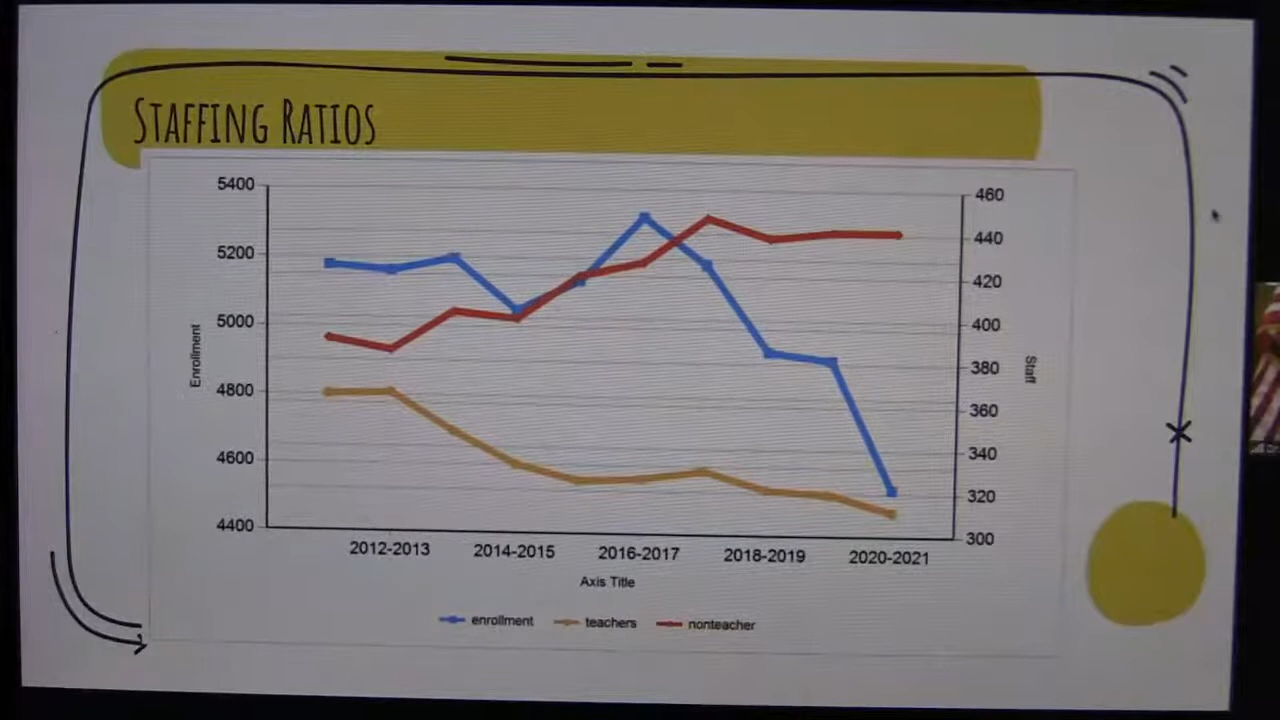 STAFFING RATIOS
5400
5200
5000
4800
4600
4400
Enrollment
460
440
420
400
380
360
340
320
300
Staff
2012-2013 2014-2015 2016-2017 2018-2019 2020-2021
Axis Title
enrollment teachers nonteacher